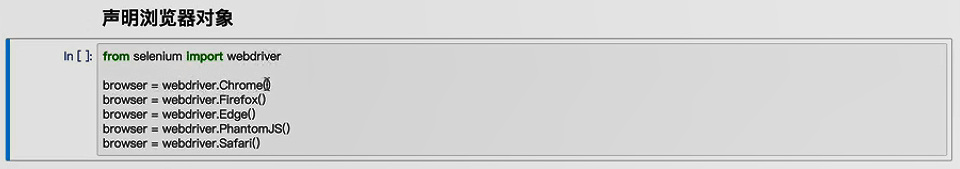 声明浏览器对象
In [ ]: from selenium import webdriver
browser = webdriver.Chrome()
browser = webdriver.Firefox()
browser = webdriver.Edge()
browser = webdriver.PhantomJS()
browser = webdriver.Safari()